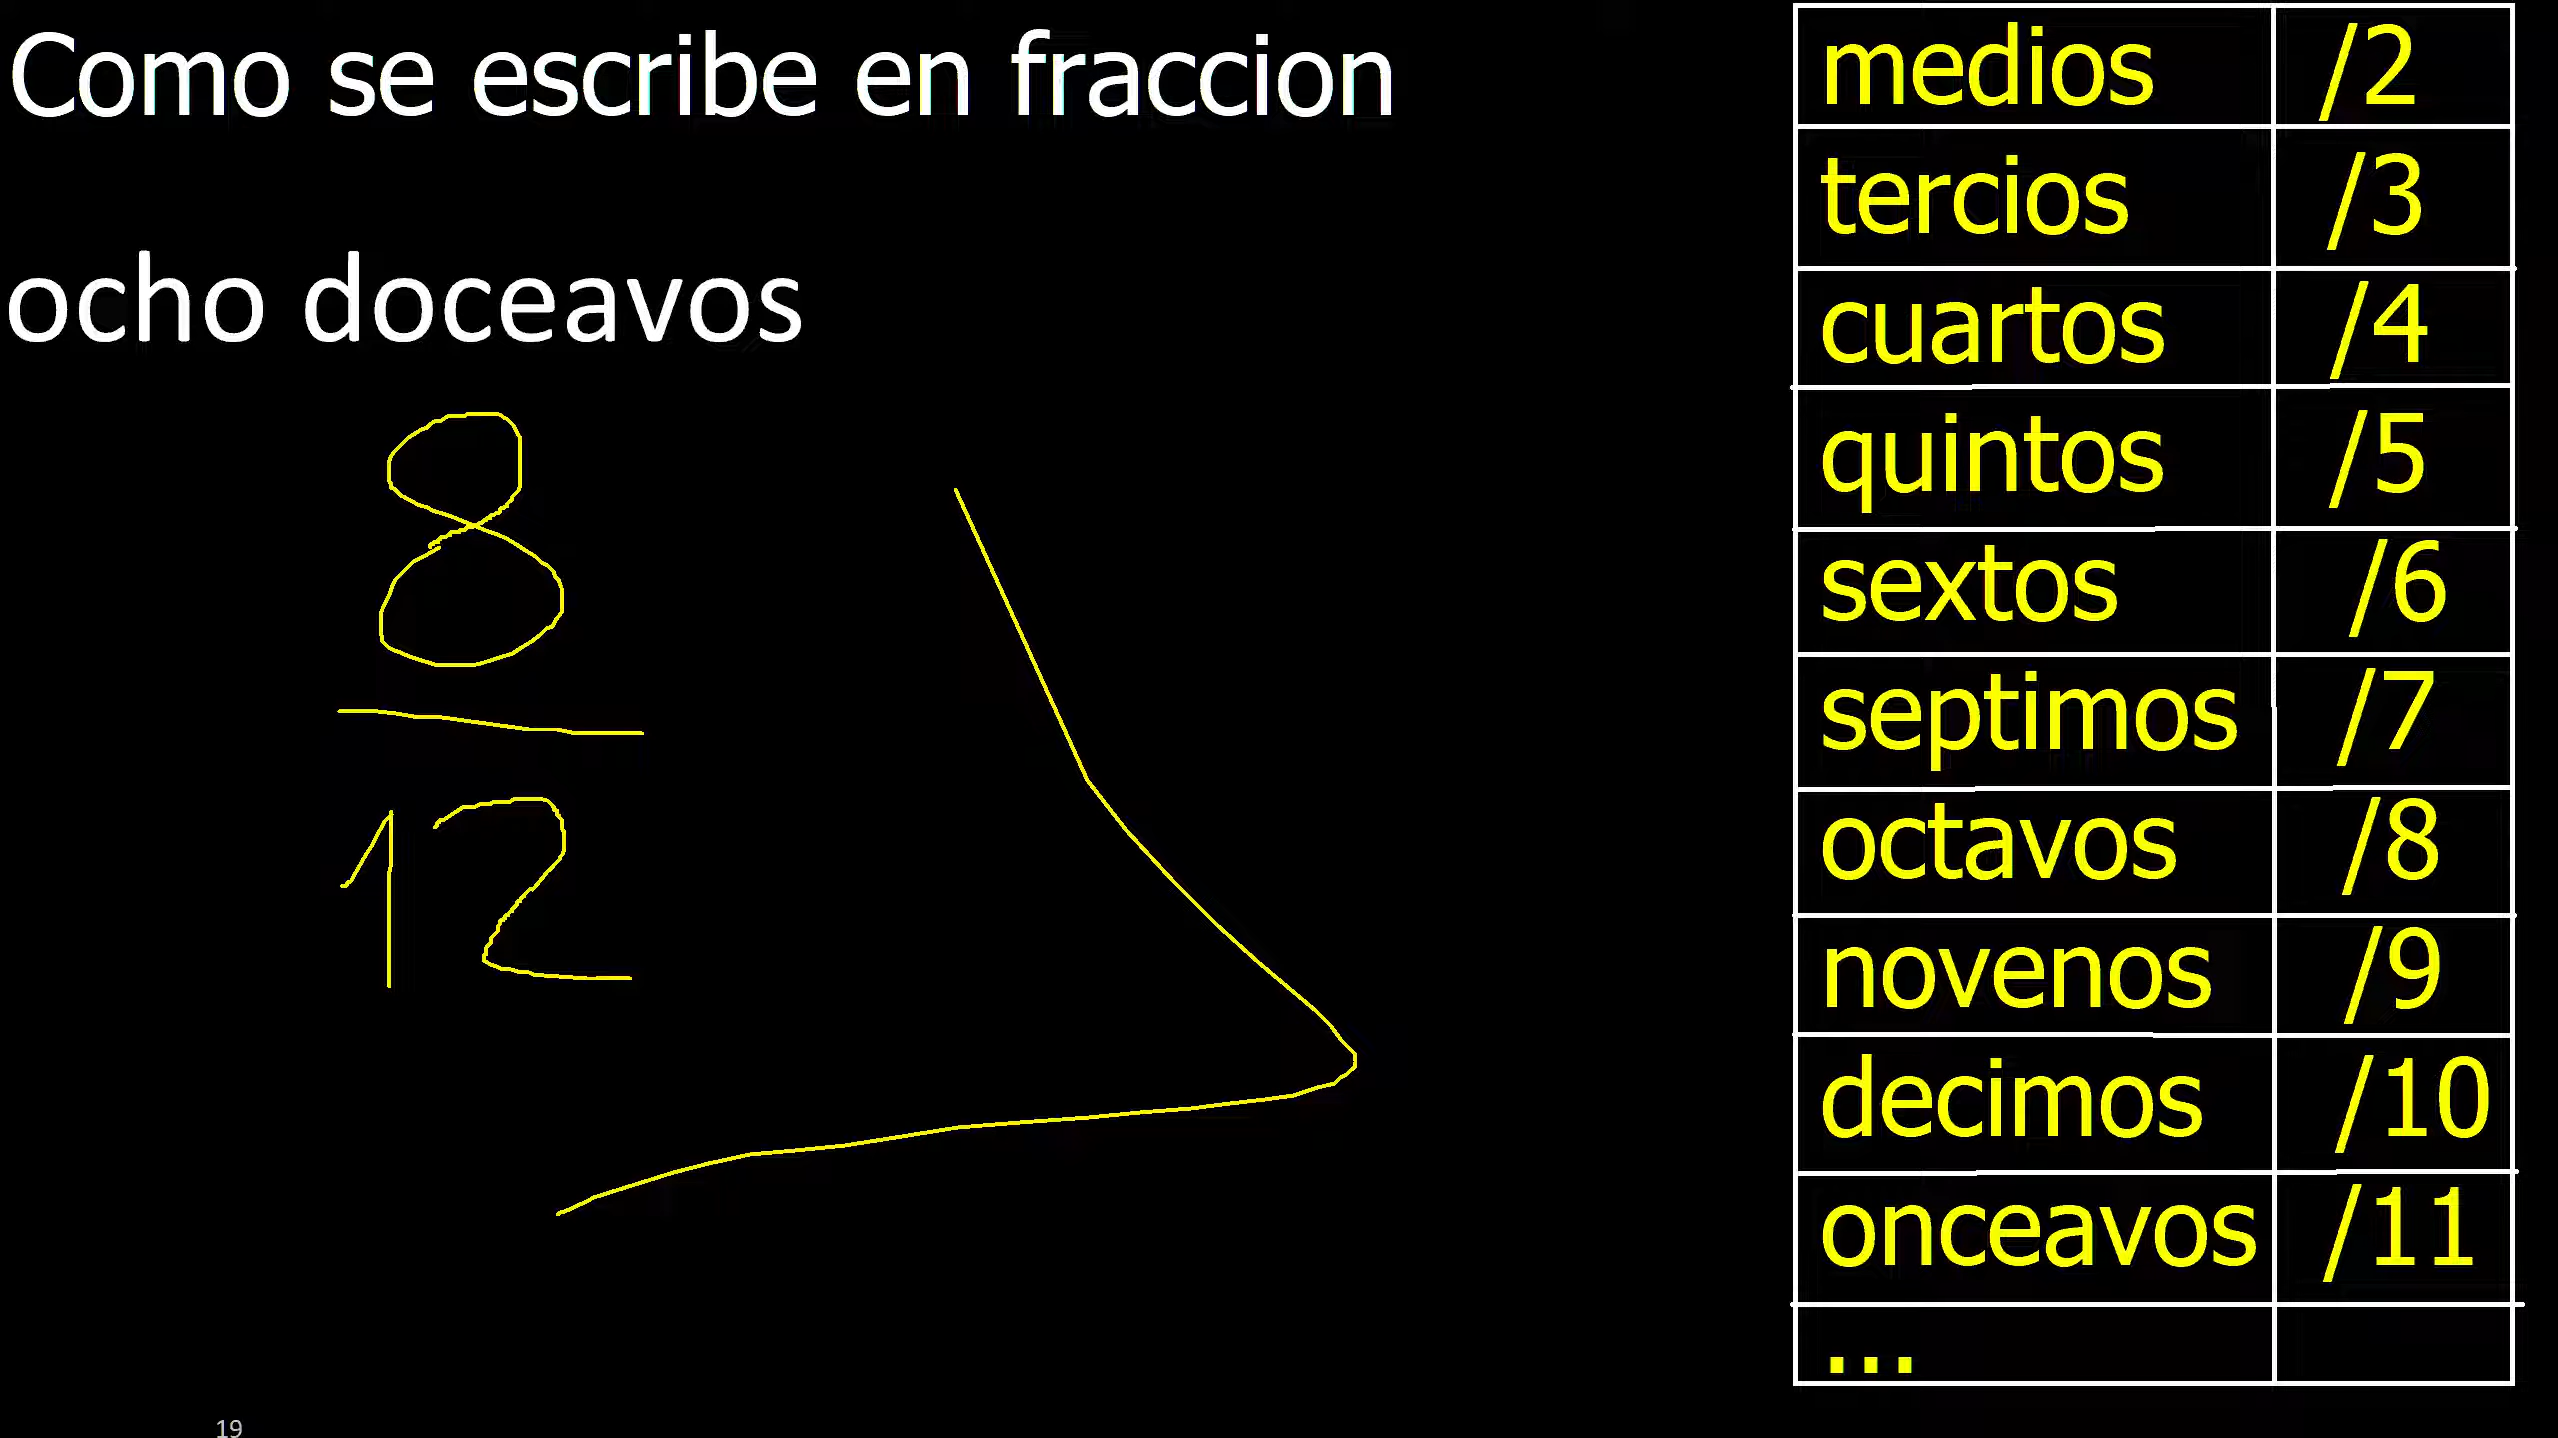 Como se escribe en fraccion
ocho doceavos
8
12
medios /2
tercios /3
cuartos /4
quintos /5
sextos /6
septimos /7
octavos /8
novenos /9
decimos /10
onceavos /11
...
19